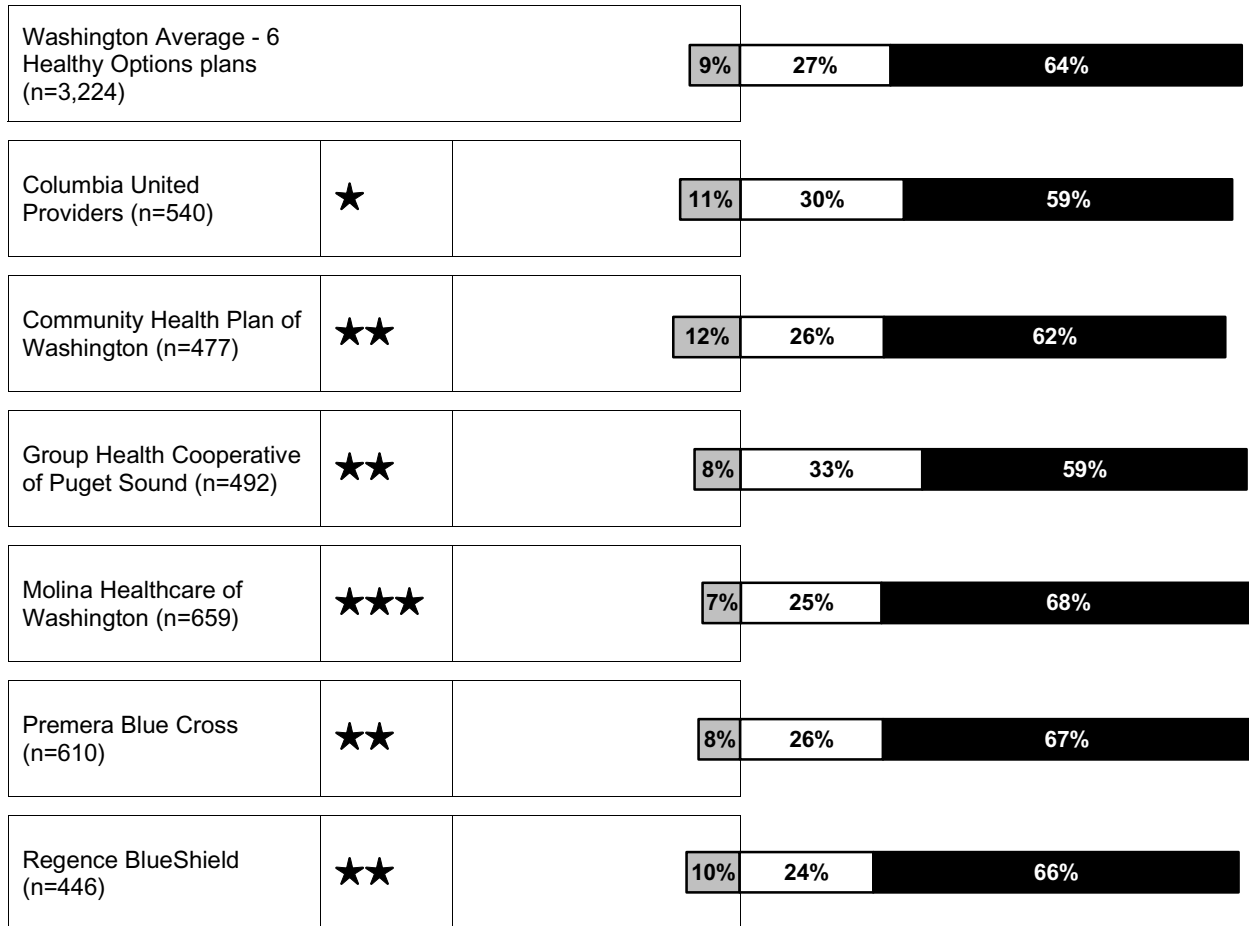 Washington Average - 6
Healthy Options plans
(n=3,224)
9% 27% 64%
Columbia United
Providers (n=540)
★
11% 30% 59%
Community Health Plan of
Washington (n=477)
★★
12% 26% 62%
Group Health Cooperative
of Puget Sound (n=492)
★★
8% 33% 59%
Molina Healthcare of
Washington (n=659)
★★★
7% 25% 68%
Premera Blue Cross
(n=610)
★★
8% 26% 67%
Regence BlueShield
(n=446)
★★
10% 24% 66%